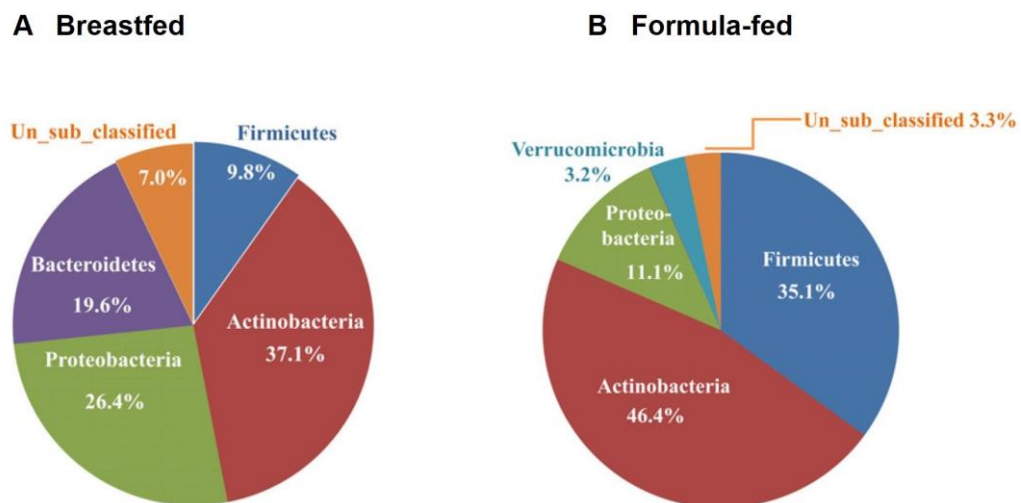 A Breastfed
Un_sub_classified
7.0%
Firmicutes
9.8%
Actinobacteria
37.1%
Proteobacteria
26.4%
Bacteroidetes
19.6%
B Formula-fed
Un_sub_classified 3.3%
Verrucomicrobia
3.2%
Proteo-
bacteria
11.1%
Firmicutes
35.1%
Actinobacteria
46.4%